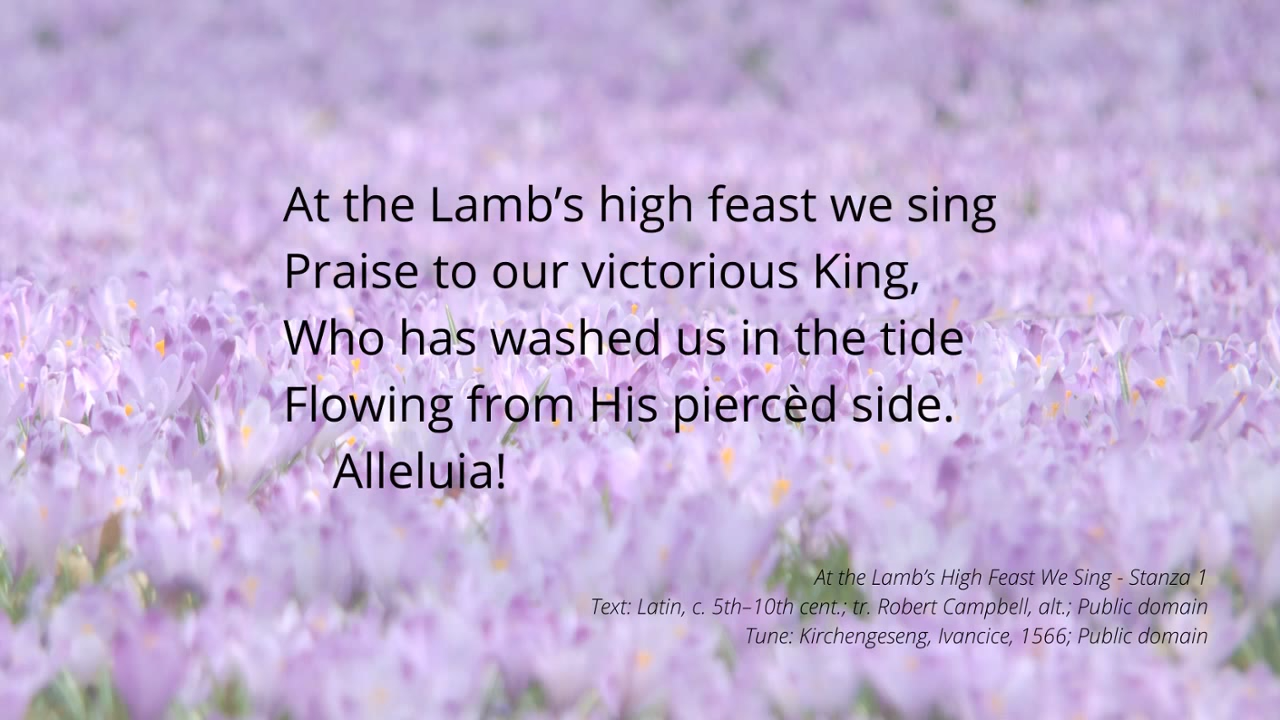 At the Lamb’s high feast we sing
Praise to our victorious King,
Who has washed us in the tide
Flowing from His piercèd side.
Alleluia!
At the Lamb’s High Feast We Sing - Stanza 1
Text: Latin, c. 5th–10th cent.; tr. Robert Campbell, alt.; Public domain
Tune: Kirchengeseng, Ivancice, 1566; Public domain